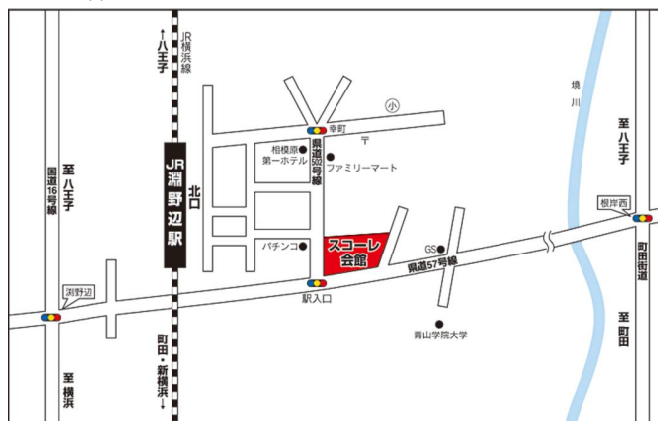 ←八王子
JR横浜線
境川
小
幸町
〒
相模原
第一ホテル
県道502号線
ファミリーマート
至 八王子
国道16号線
JR淵野辺駅
北口
至 八王子
根岸西
町田街道
スコーレ
会館
パチンコ
GS
県道57号線
渕野辺
駅入口
青山学院大学
至 横浜
町田・新横浜→
至 町田